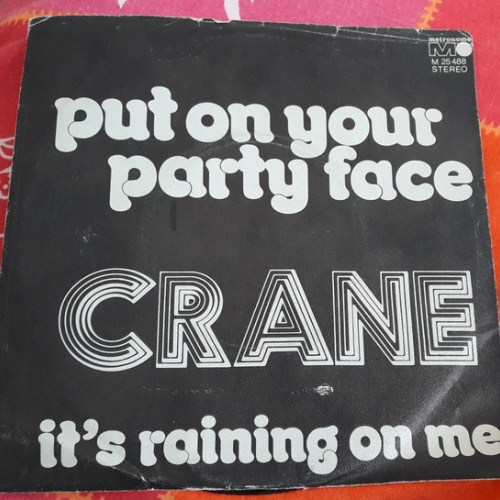 metronome
M
M 25 488
STEREO
put on your
party face
CRANE
it's raining on me